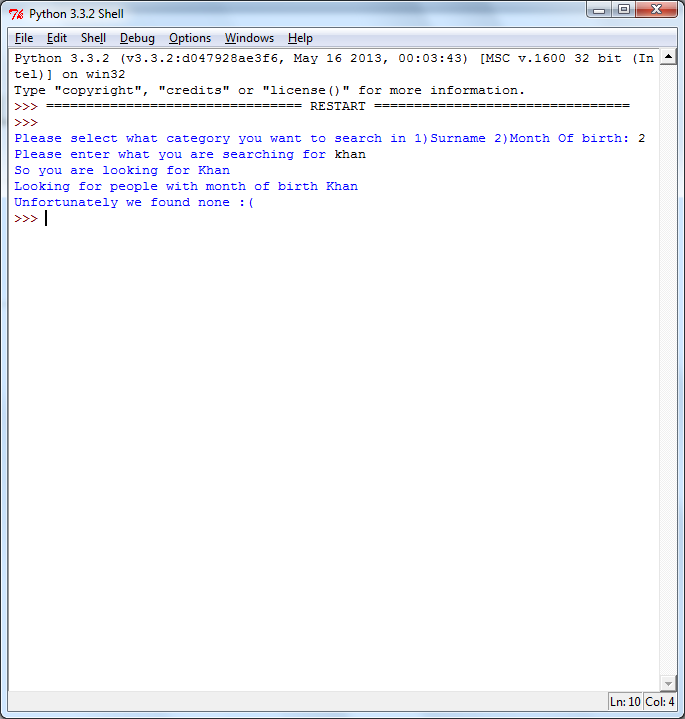 Python 3.3.2 Shell
File Edit Shell Debug Options Windows Help
Python 3.3.2 (v3.3.2:d047928ae3f6, May 16 2013, 00:03:43) [MSC v.1600 32 bit (In
tel)] on win32
Type "copyright", "credits" or "license()" for more information.
>>> ================================ RESTART ================================
>>>
Please select what category you want to search in 1)Surname 2)Month Of birth: 2
Please enter what you are searching for khan
So you are looking for Khan
Looking for people with month of birth Khan
Unfortunately we found none :(
>>>
Ln: 10 Col: 4